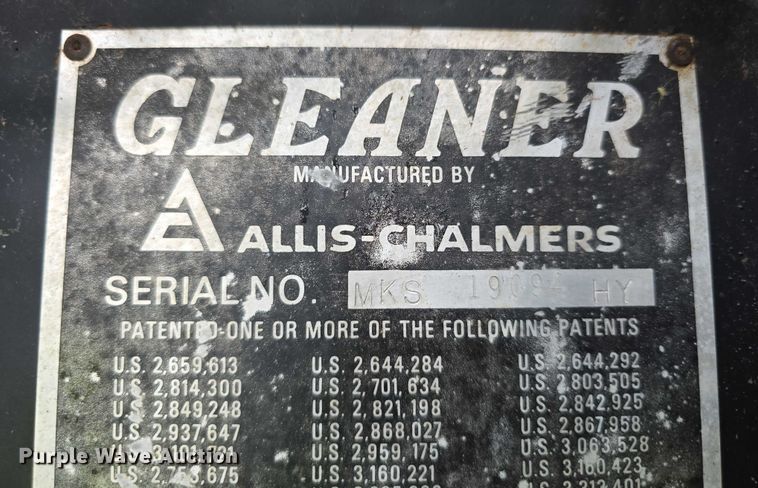 GLEANER
MANUFACTURED BY
ALLIS-CHALMERS
SERIAL NO. MKS 19094 HY
PATENTED-ONE OR MORE OF THE FOLLOWING PATENTS
U.S. 2,659,613 U.S. 2,644,284 U.S. 2,644,292
U.S. 2,814,300 U.S. 2,701,634 U.S. 2,803,505
U.S. 2,849,248 U.S. 2,821,198 U.S. 2,842,925
U.S. 2,937,647 U.S. 2,868,027 U.S. 2,867,958
U.S. 2,959,175 U.S. 3,063,528
U.S. 2,753,675 U.S. 3,160,221 U.S. 3,160,423
Purple Wave Auction